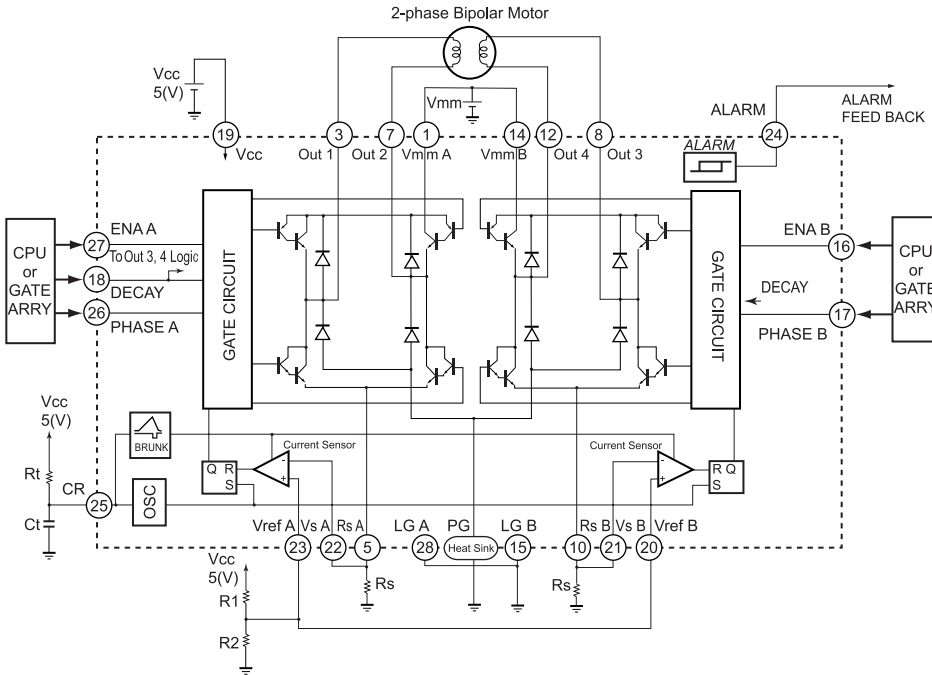 2-phase Bipolar Motor
Vcc
5(V)
Vmm
ALARM
ALARM
FEED BACK
19
3
7
1
14
12
8
24
Vcc
Out 1
Out 2
Vmm A
Vmm B
Out 4
Out 3
ALARM
CPU
or
GATE
ARRY
27
ENA A
To Out 3, 4 Logic
18
DECAY
26
PHASE A
GATE CIRCUIT
GATE CIRCUIT
ENA B
16
DECAY
PHASE B
17
CPU
or
GATE
ARRY
Vcc
5(V)
Rt
CR
25
Ct
BRUNK
OSC
Q R
S
Current Sensor
-
+
Current Sensor
-
+
R Q
S
Vref A
Vs A
Rs A
LG A
PG
LG B
Rs B
Vs B
Vref B
23
22
5
28
Heat Sink
15
10
21
20
Rs
Rs
Vcc
5(V)
R1
R2